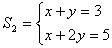 S₂ = { x + y = 3
x + 2y = 5